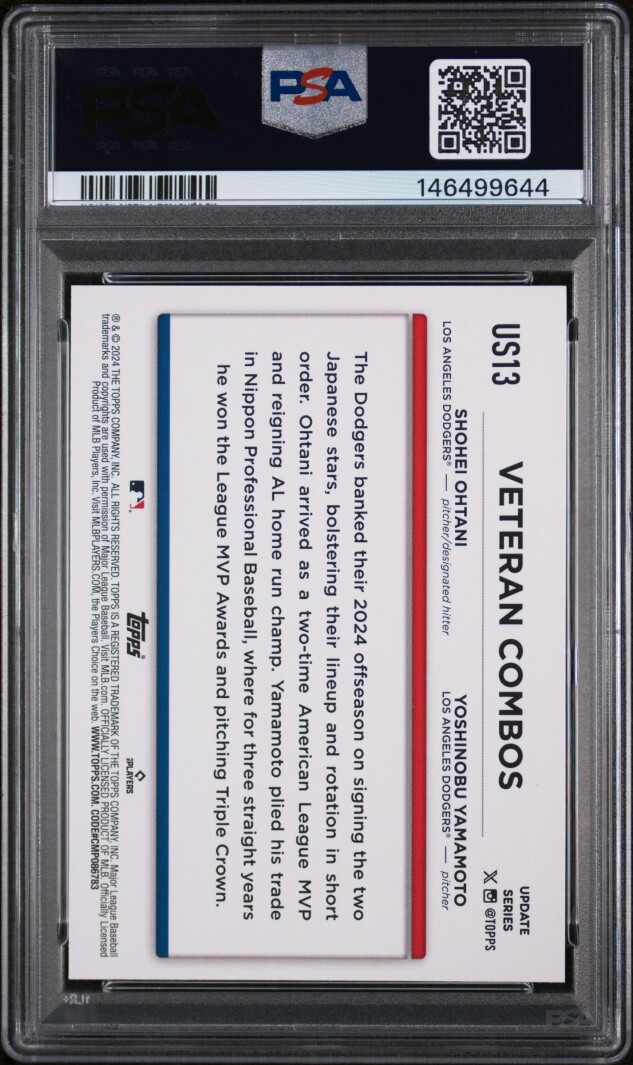 PSA
PSA
146499644
US13
VETERAN COMBOS
UPDATE
SERIES
@TOPPS
SHOHEI OHTANI
LOS ANGELES DODGERS® — pitcher/designated hitter
YOSHINOBU YAMAMOTO
LOS ANGELES DODGERS® — pitcher
The Dodgers banked their 2024 offseason on signing the two
Japanese stars, bolstering their lineup and rotation in short
order. Ohtani arrived as a two-time American League MVP
and reigning AL home run champ. Yamamoto plied his trade
in Nippon Professional Baseball, where for three straight years
he won the League MVP Awards and pitching Triple Crown.
topps®
PLAYERS
® & © 2024 THE TOPPS COMPANY, INC. ALL RIGHTS RESERVED. TOPPS IS A REGISTERED TRADEMARK OF THE TOPPS COMPANY, INC. Major League Baseball
trademarks and copyrights are used with permission of Major League Baseball. Visit MLB.com. OFFICIALLY LICENSED PRODUCT OF MLB. Officially Licensed
Product of MLB Players, Inc. Visit MLBPLAYERS.COM, the Players Choice on the web. WWW.TOPPS.COM. CODE#CMP086783
PSA